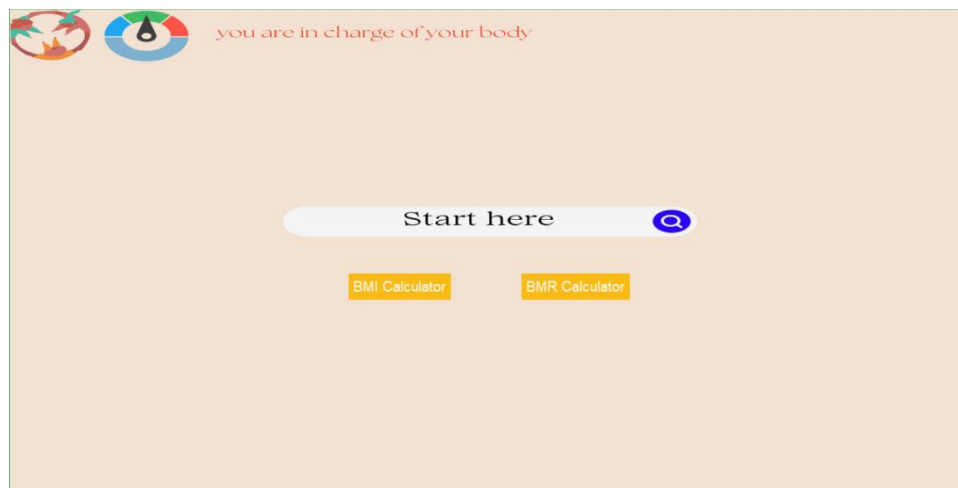 you are in charge of your body
Start here
BMI Calculator
BMR Calculator